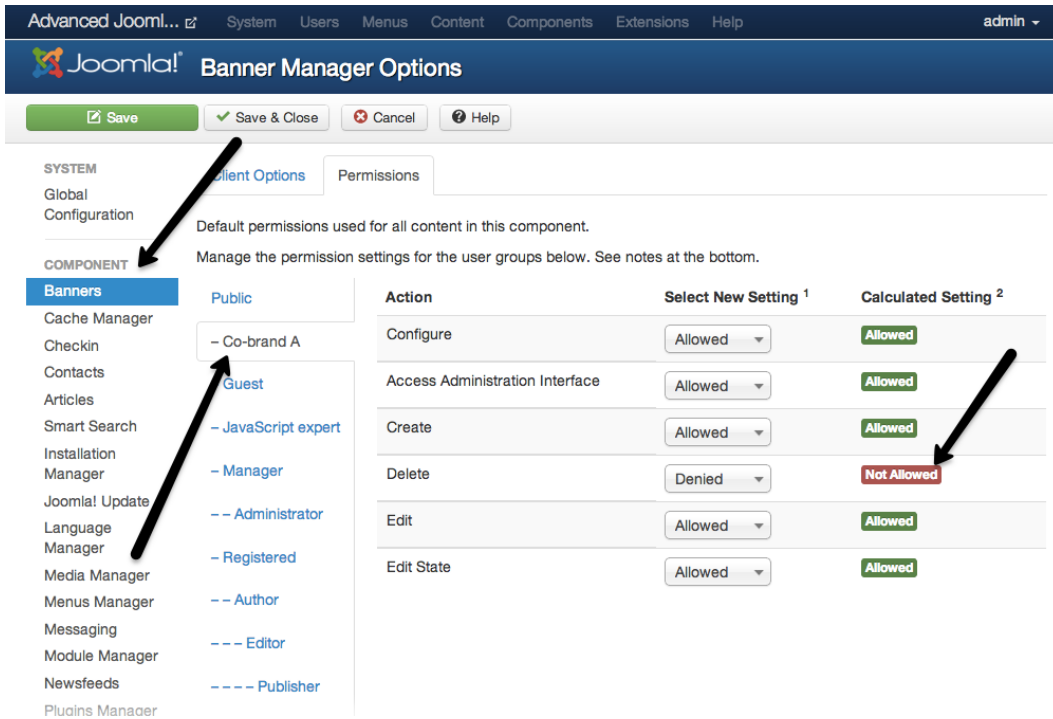 Advanced Jooml... System Users Menus Content Components Extensions Help admin
Joomla!® Banner Manager Options
Save Save & Close Cancel Help
SYSTEM
Global
Configuration
COMPONENT
Banners
Cache Manager
Checkin
Contacts
Articles
Smart Search
Installation
Manager
Joomla! Update
Language
Manager
Media Manager
Menus Manager
Messaging
Module Manager
Newsfeeds
Plugins Manager
Client Options Permissions
Default permissions used for all content in this component.
Manage the permission settings for the user groups below. See notes at the bottom.
Public
– Co-brand A
Guest
– JavaScript expert
– Manager
– – Administrator
– Registered
– – Author
– – – Editor
– – – – Publisher
Action Select New Setting 1 Calculated Setting 2
Configure Allowed Allowed
Access Administration Interface Allowed Allowed
Create Allowed Allowed
Delete Denied Not Allowed
Edit Allowed Allowed
Edit State Allowed Allowed